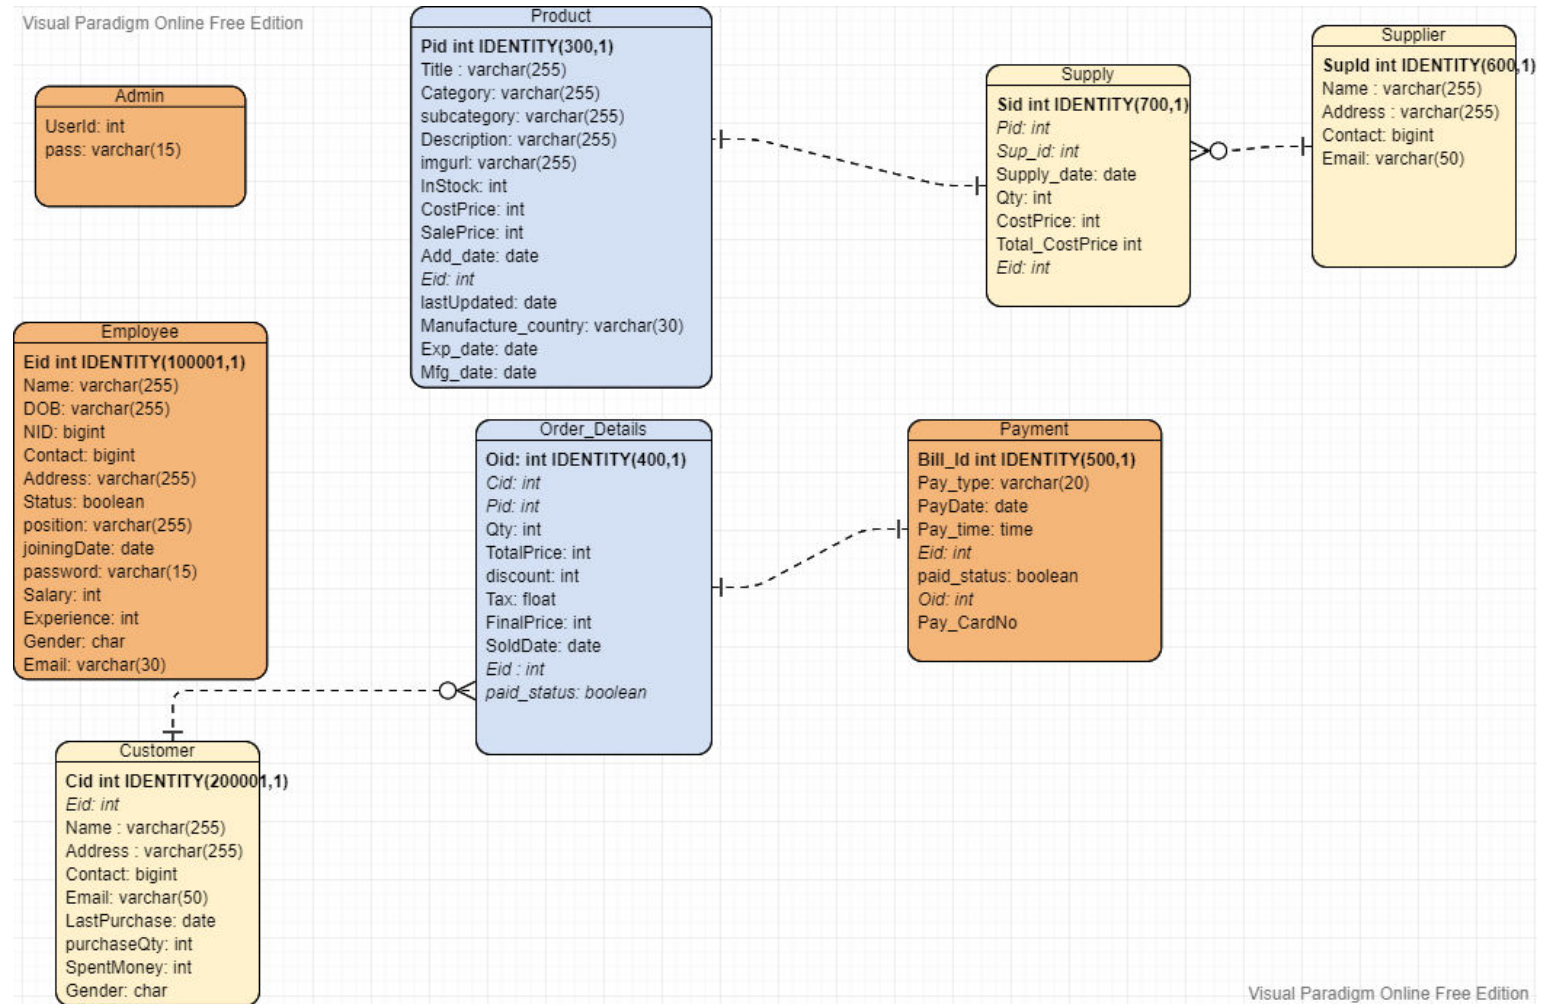 Visual Paradigm Online Free Edition
Admin
UserId: int
pass: varchar(15)
Product
Pid int IDENTITY(300,1)
Title : varchar(255)
Category: varchar(255)
subcategory: varchar(255)
Description: varchar(255)
imgurl: varchar(255)
InStock: int
CostPrice: int
SalePrice: int
Add_date: date
Eid: int
lastUpdated: date
Manufacture_country: varchar(30)
Exp_date: date
Mfg_date: date
Supply
Sid int IDENTITY(700,1)
Pid: int
Sup_id: int
Supply_date: date
Qty: int
CostPrice: int
Total_CostPrice int
Eid: int
Supplier
SupId int IDENTITY(600,1)
Name : varchar(255)
Address : varchar(255)
Contact: bigint
Email: varchar(50)
Employee
Eid int IDENTITY(100001,1)
Name: varchar(255)
DOB: varchar(255)
NID: bigint
Contact: bigint
Address: varchar(255)
Status: boolean
position: varchar(255)
joiningDate: date
password: varchar(15)
Salary: int
Experience: int
Gender: char
Email: varchar(30)
Order_Details
Oid: int IDENTITY(400,1)
Cid: int
Pid: int
Qty: int
TotalPrice: int
discount: int
Tax: float
FinalPrice: int
SoldDate: date
Eid : int
paid_status: boolean
Payment
Bill_Id int IDENTITY(500,1)
Pay_type: varchar(20)
PayDate: date
Pay_time: time
Eid: int
paid_status: boolean
Oid: int
Pay_CardNo
Customer
Cid int IDENTITY(200001,1)
Eid: int
Name : varchar(255)
Address : varchar(255)
Contact: bigint
Email: varchar(50)
LastPurchase: date
purchaseQty: int
SpentMoney: int
Gender: char
Visual Paradigm Online Free Edition